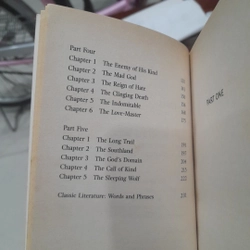 Part Four
Chapter 1 The Enemy of His Kind
Chapter 2 The Mad God
Chapter 3 The Reign of Hate
Chapter 4 The Clinging Death
Chapter 5 The Indomitable
Chapter 6 The Love-Master
Part Five
Chapter 1 The Long Trail
Chapter 2 The Southland
Chapter 3 The God's Domain
Chapter 4 The Call of Kind
Chapter 5 The Sleeping Wolf
Classic Literature: Words and Phrases
PART ONE